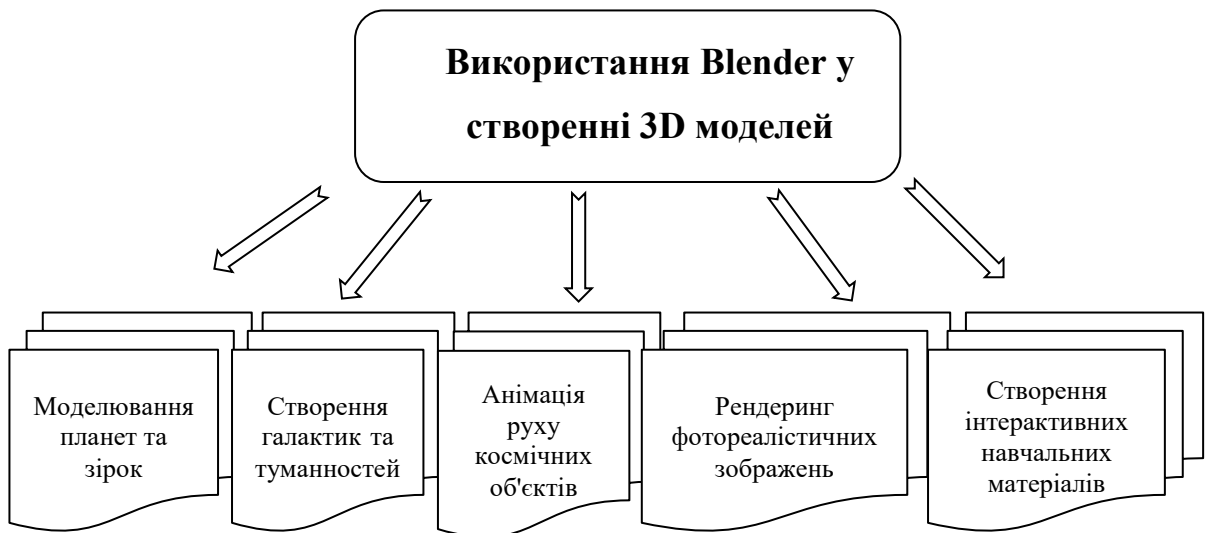 Використання Blender у
створенні 3D моделей
Моделювання
планет та
зірок
Створення
галактик та
туманностей
Анімація
руху
космічних
об'єктів
Рендеринг
фотореалістичних
зображень
Створення
інтерактивних
навчальних
матеріалів